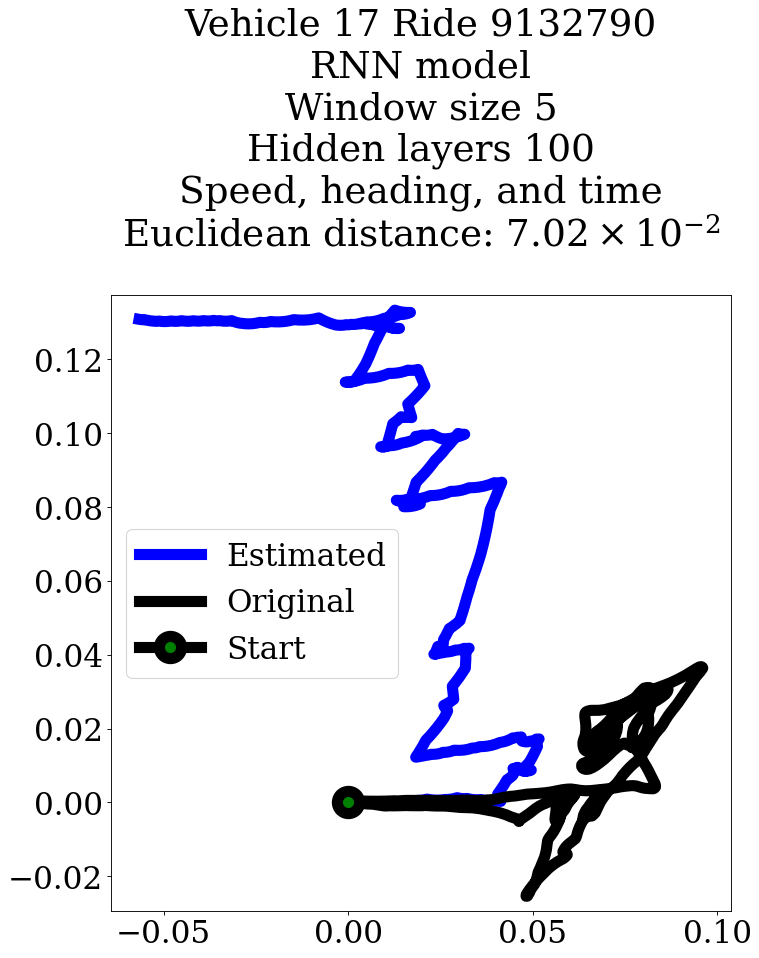 Vehicle 17 Ride 9132790
RNN model
Window size 5
Hidden layers 100
Speed, heading, and time
Euclidean distance: 7.02 × 10⁻²
0.12
0.10
0.08
0.06
0.04
0.02
0.00
−0.02
Estimated
Original
Start
−0.05 0.00 0.05 0.10